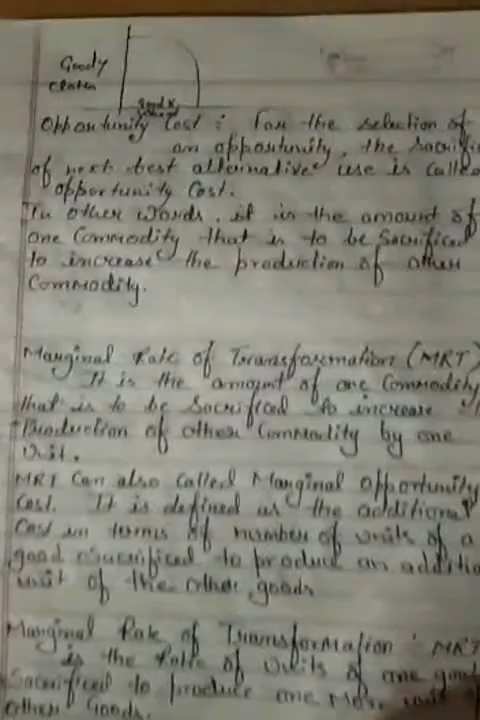 Good y
Clothes
Good X
Opportunity Cost : For the selection of
an opportunity, the Sacrific
of next best alternative use is Called
opportunity Cost.
In other words, it is the amount of
one Commodity that is to be Sacrificed
to increase the production of other
Commodity.
Marginal Rate of Transformation (MRT)
It is the amount of one Commodity
that is to be Sacrificed to increase
Production of other Commodity by one
Unit.
MRT Can also Called Marginal Opportunity
Cost. It is defined as the additional
Cost in terms of number of units of a
good Sacrificed to produce an additio
unit of the other goods
Marginal Rate of Transformation : MRT
is the Ratio of Units of one good
Sacrificed to produce one More unit of
other Goods.